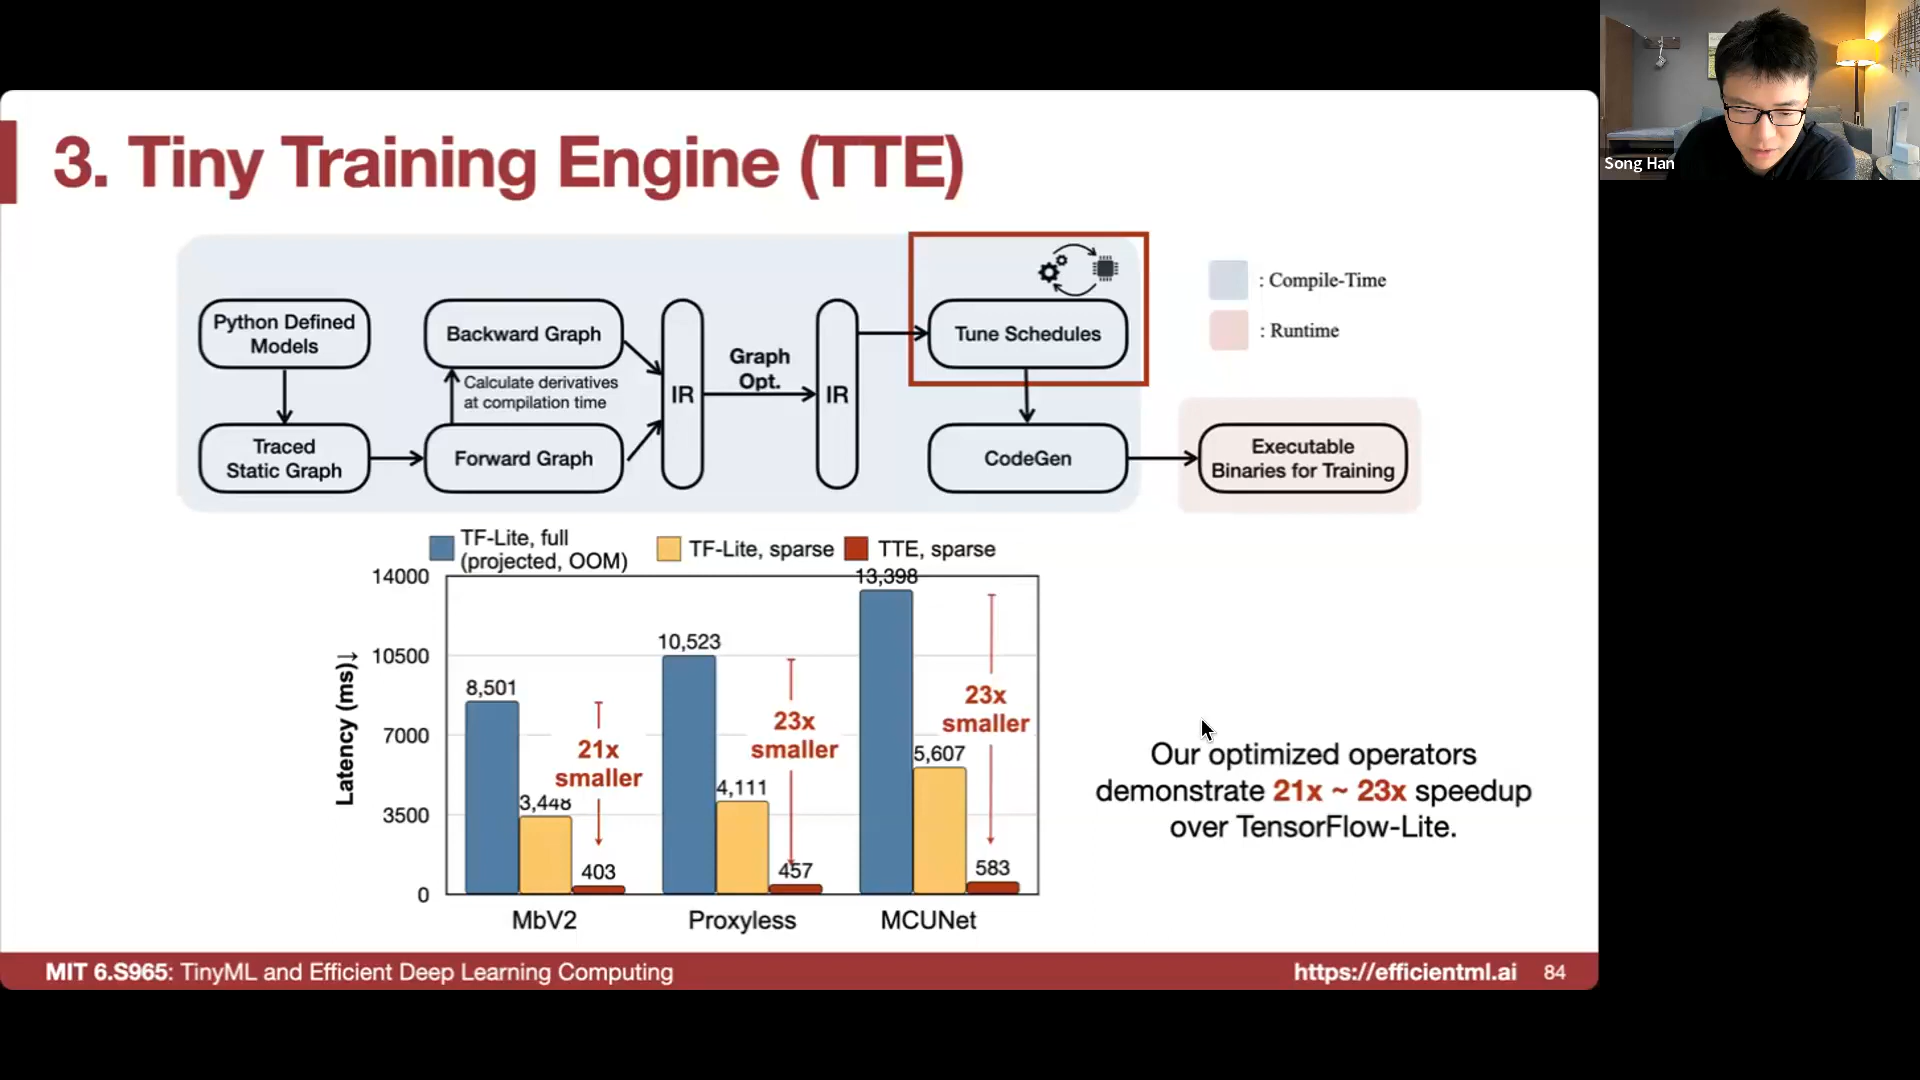 Song Han
3. Tiny Training Engine (TTE)
Python Defined
Models
Backward Graph
Calculate derivatives
at compilation time
Traced
Static Graph
Forward Graph
IR
Graph
Opt.
IR
Tune Schedules
CodeGen
: Compile-Time
: Runtime
Executable
Binaries for Training
TF-Lite, full
(projected, OOM)
TF-Lite, sparse
TTE, sparse
Latency (ms)↓
14000
10500
7000
3500
0
8,501
3,448
403
21x
smaller
10,523
4,111
457
23x
smaller
13,398
5,607
583
23x
smaller
MbV2
Proxyless
MCUNet
Our optimized operators
demonstrate 21x ~ 23x speedup
over TensorFlow-Lite.
MIT 6.S965: TinyML and Efficient Deep Learning Computing
https://efficientml.ai
84